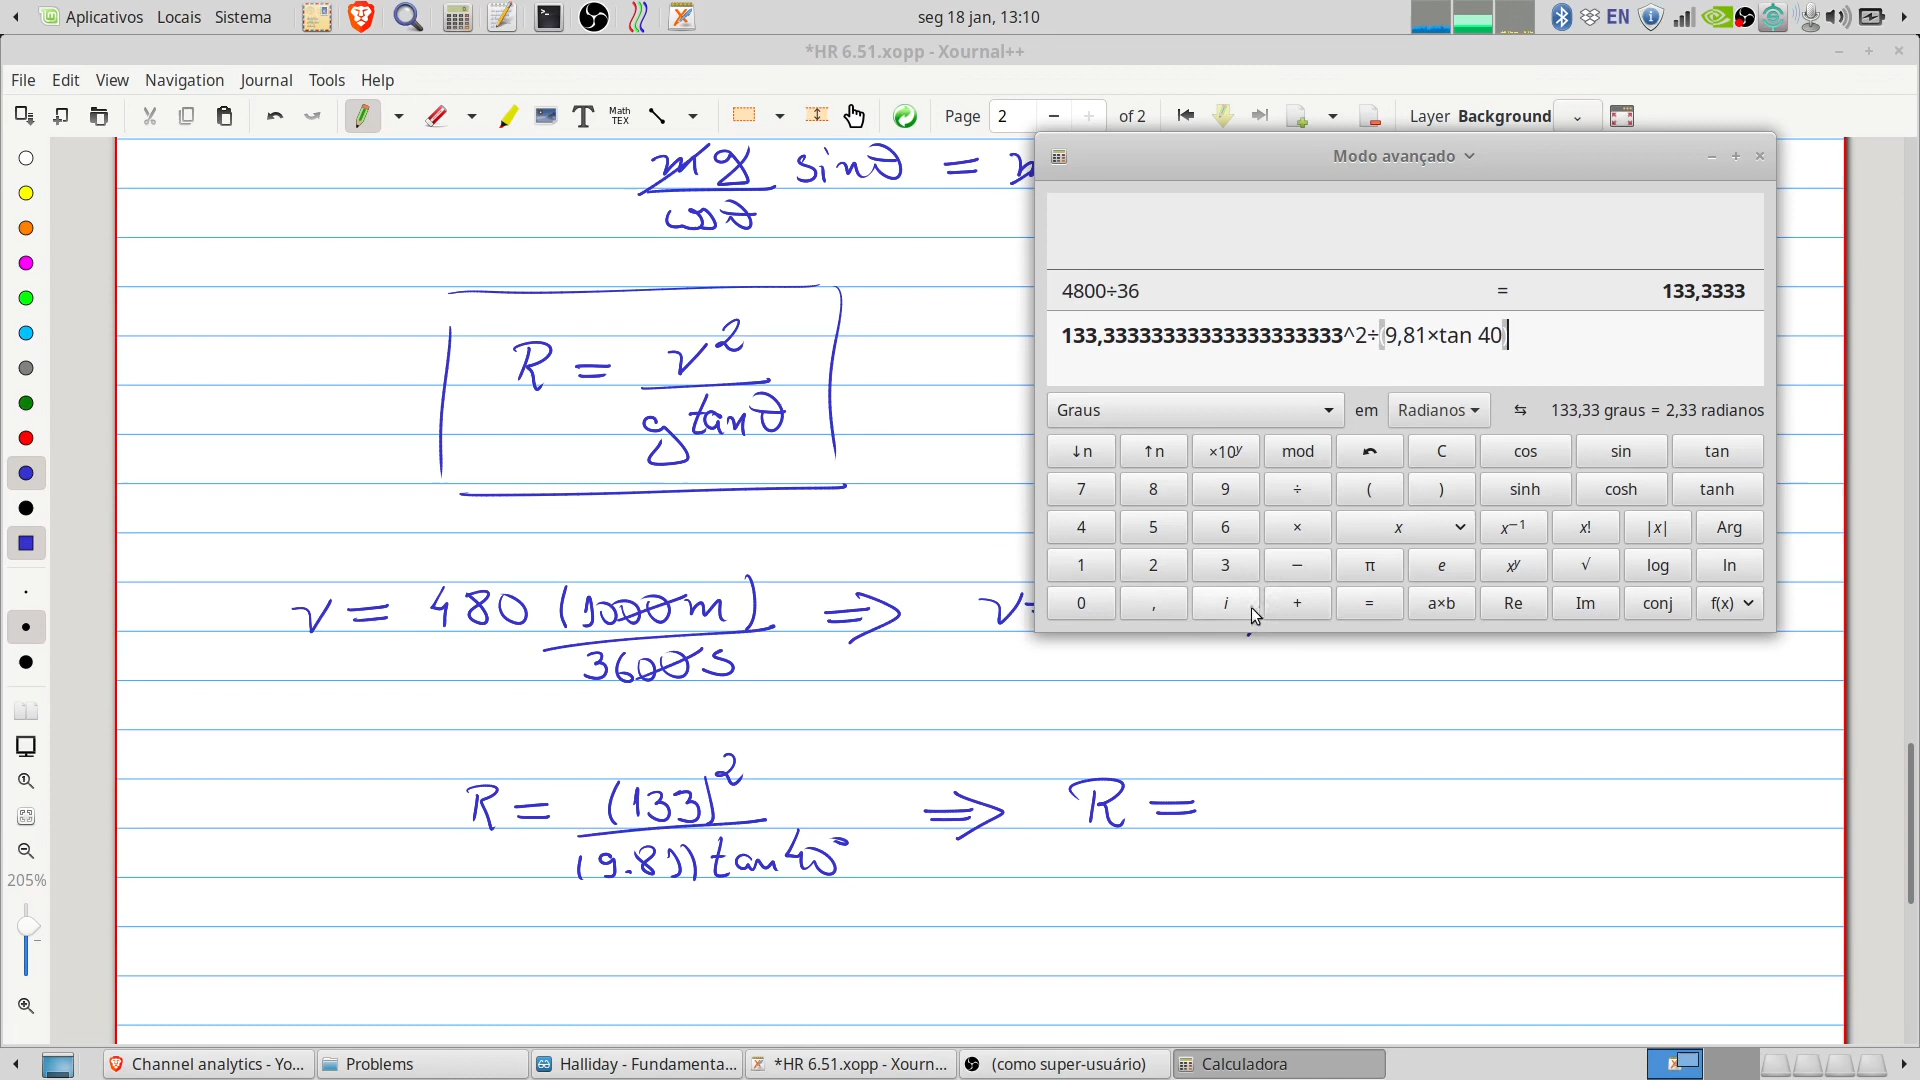 Aplicativos Locais Sistema
seg 18 jan, 13:10
EN
*HR 6.51.xopp - Xournal++
File Edit View Navigation Journal Tools Help
T Math TEX
Page 2 of 2
Layer Background
mg sinθ =
cosθ
Modo avançado
4800÷36 = 133,3333
133,33333333333333333333^2÷(9,81×tan 40)
Graus em Radianos 133,33 graus = 2,33 radianos
↓n ↑n ×10^y mod C cos sin tan
7 8 9 ÷ ( ) sinh cosh tanh
4 5 6 × x x⁻¹ x! |x| Arg
1 2 3 − π e x^y √ log ln
0 , i + = a×b Re Im conj f(x)
R = v²
g tanθ
v = 480 (1000m) ⇒ v=
3600s
R = (133)² ⇒ R =
(9.81) tan40°
205%
Channel analytics - Yo... Problems Halliday - Fundamenta... *HR 6.51.xopp - Xourn... (como super-usuário) Calculadora